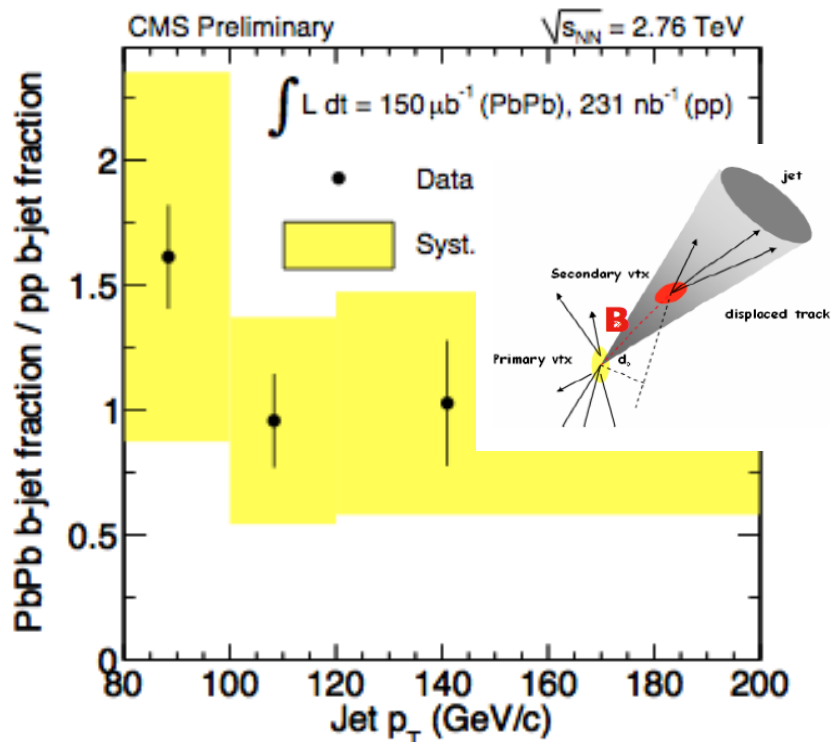 CMS Preliminary
√s_NN = 2.76 TeV
∫ L dt = 150 μb⁻¹ (PbPb), 231 nb⁻¹ (pp)
Data
Syst.
PbPb b-jet fraction / pp b-jet fraction
2
1.5
1
0.5
0
80 100 120 140 160 180 200
Jet p_T (GeV/c)
jet
Secondary vtx
B
displaced track
Primary vtx
d₀